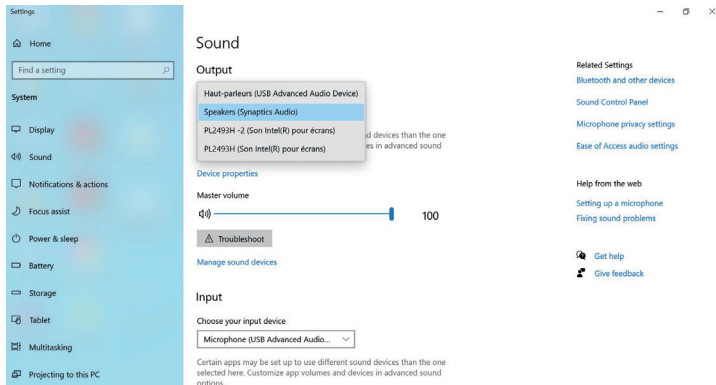 Settings
Home
Find a setting
System
Display
Sound
Notifications & actions
Focus assist
Power & sleep
Battery
Storage
Tablet
Multitasking
Projecting to this PC
Sound
Output
Haut-parleurs (USB Advanced Audio Device)
Speakers (Synaptics Audio)
PL2493H -2 (Son Intel(R) pour écrans)
PL2493H (Son Intel(R) pour écrans)
devices than the one
in advanced sound
Device properties
Master volume
100
Troubleshoot
Manage sound devices
Input
Choose your input device
Microphone (USB Advanced Audio...
Certain apps may be set up to use different sound devices than the one
selected here. Customize app volumes and devices in advanced sound
options.
Related Settings
Bluetooth and other devices
Sound Control Panel
Microphone privacy settings
Ease of Access audio settings
Help from the web
Setting up a microphone
Fixing sound problems
Get help
Give feedback